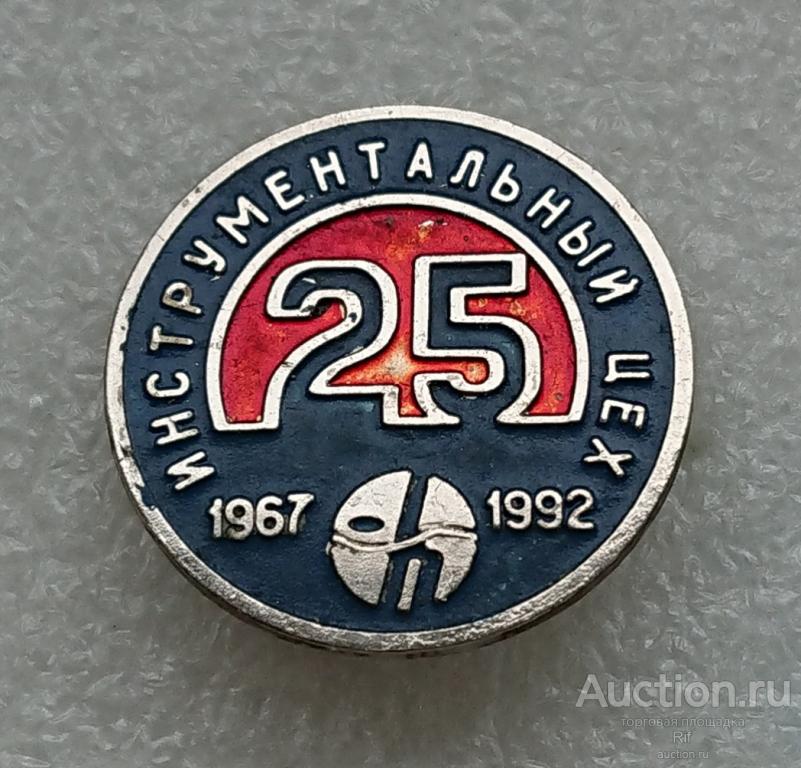 ИНСТРУМЕНТАЛЬНЫЙ ЦЕХ
25
1967 1992
Auction.ru
торговая площадка
Rif
auction.ru